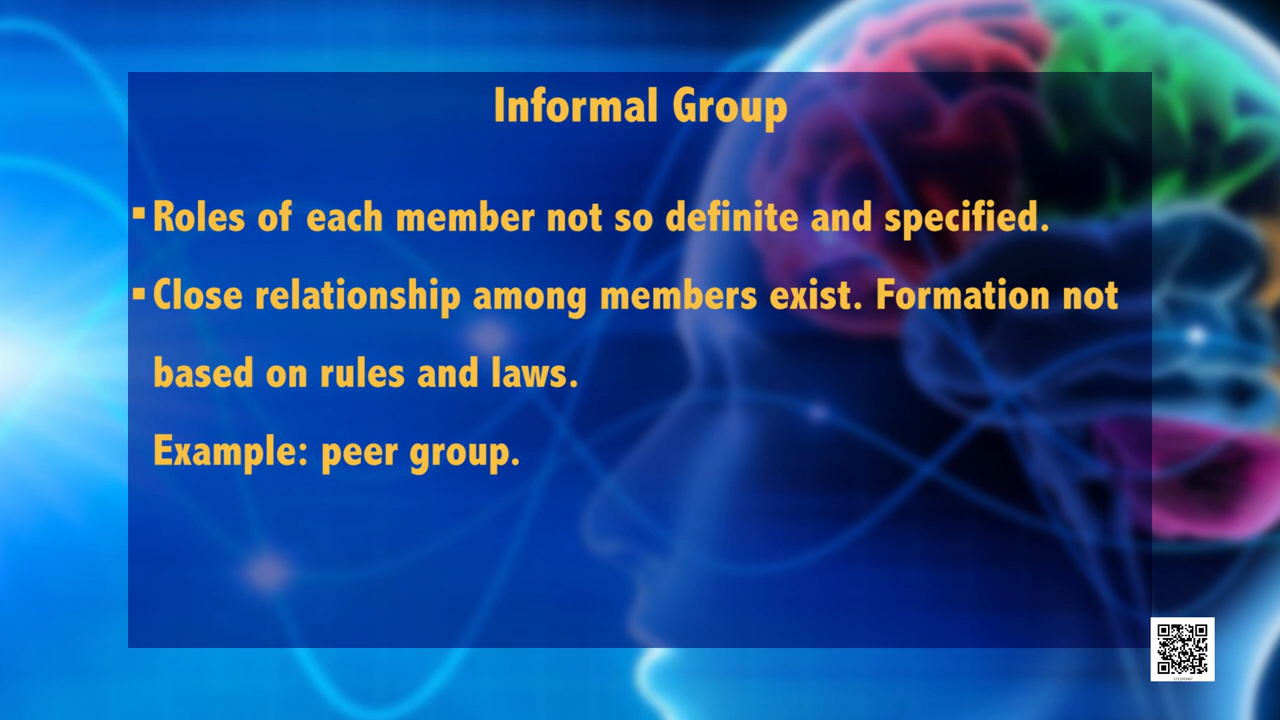 Informal Group
▪Roles of each member not so definite and specified.
▪Close relationship among members exist. Formation not
based on rules and laws.
Example: peer group.